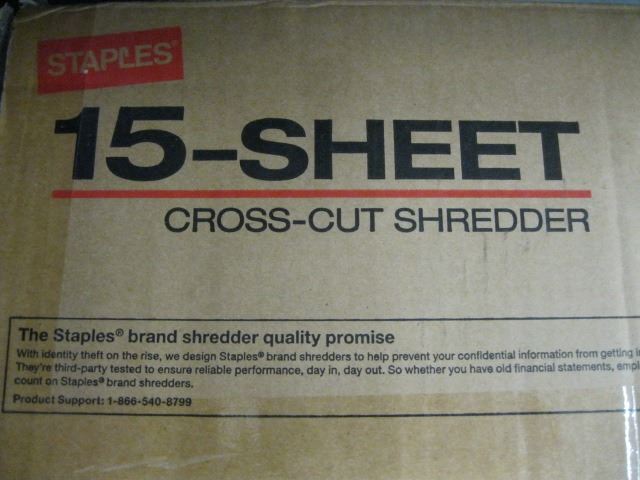 STAPLES®
15-SHEET
CROSS-CUT SHREDDER
The Staples® brand shredder quality promise
With identity theft on the rise, we design Staples® brand shredders to help prevent your confidential information from getting
They're third-party tested to ensure reliable performance, day in, day out. So whether you have old financial statements,
count on Staples® brand shredders.
Product Support: 1-866-540-8799